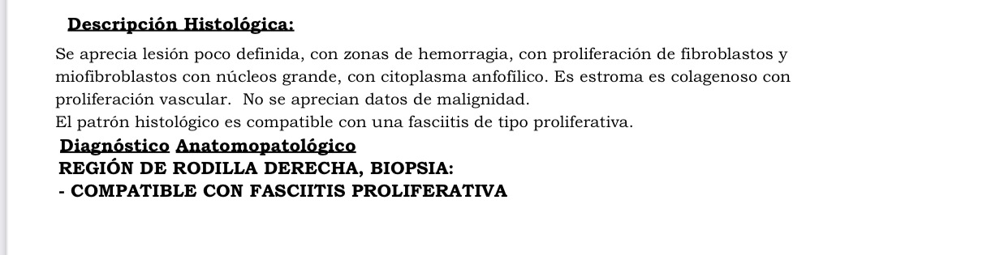 Descripción Histológica:
Se aprecia lesión poco definida, con zonas de hemorragia, con proliferación de fibroblastos y
miofibroblastos con núcleos grande, con citoplasma anfofílico. Es estroma es colagenoso con
proliferación vascular.  No se aprecian datos de malignidad.
El patrón histológico es compatible con una fasciitis de tipo proliferativa.
Diagnóstico Anatomopatológico
REGIÓN DE RODILLA DERECHA, BIOPSIA:
- COMPATIBLE CON FASCIITIS PROLIFERATIVA